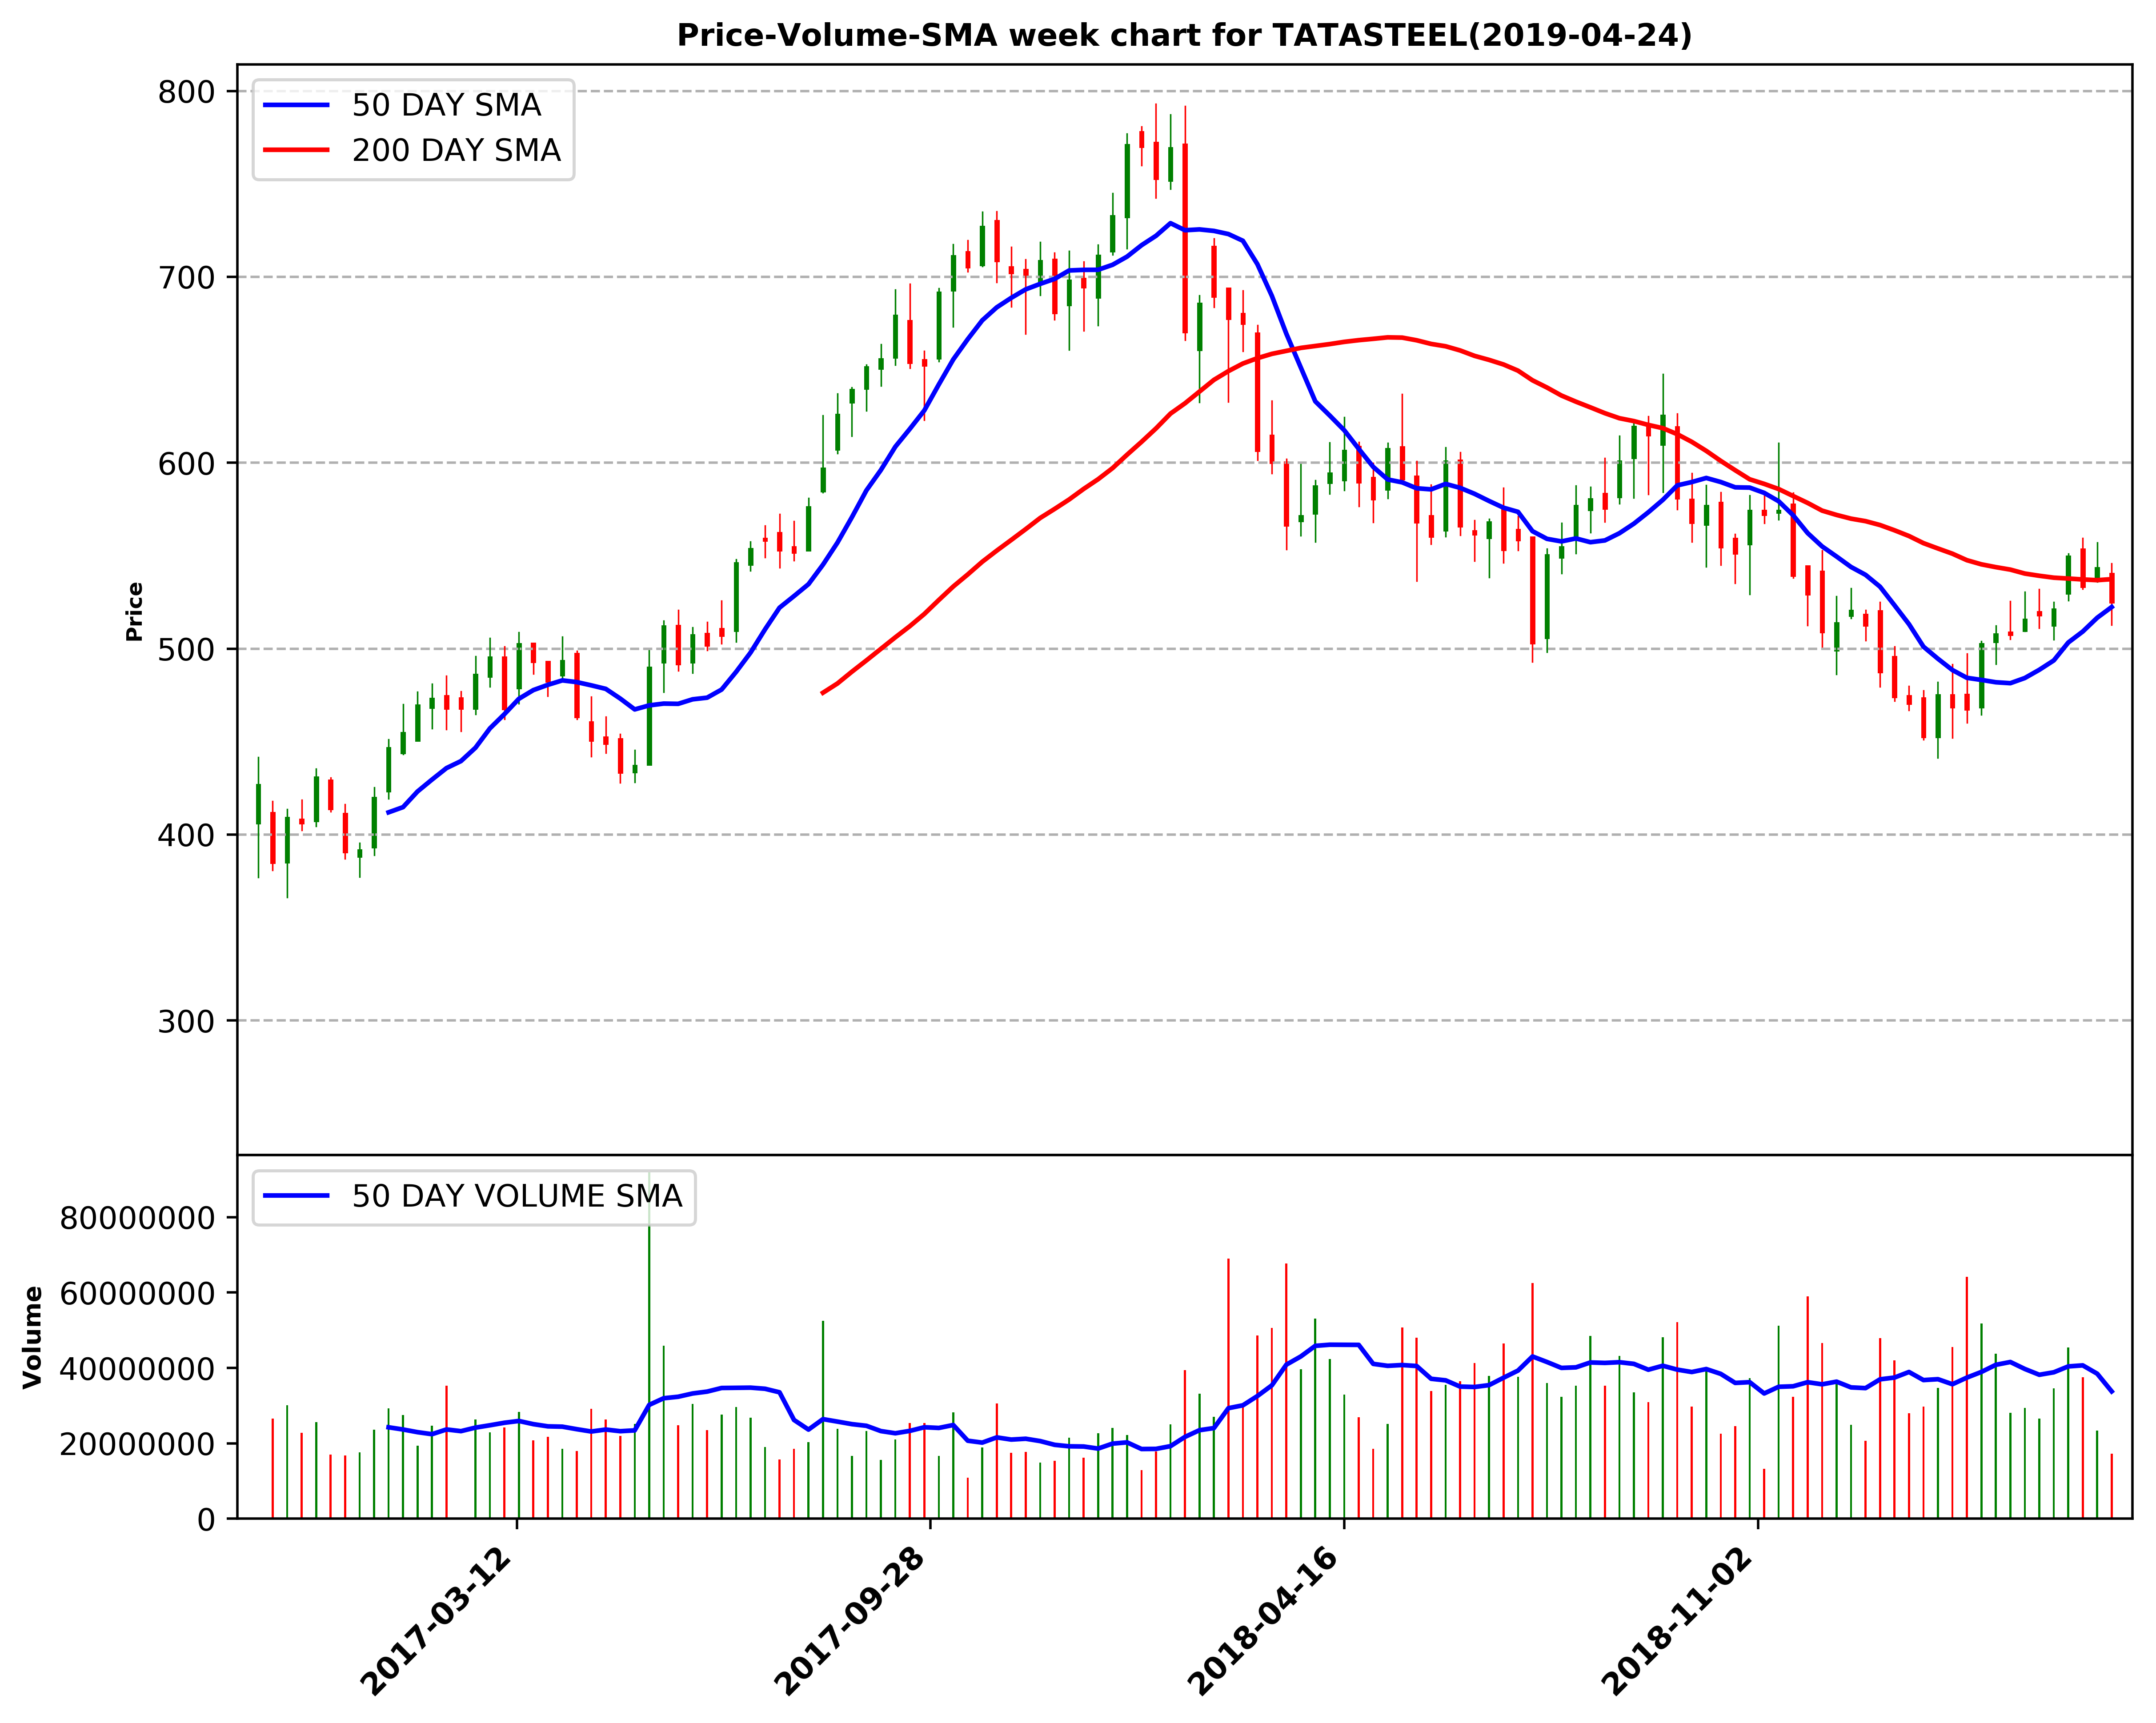 Price-Volume-SMA week chart for TATASTEEL(2019-04-24)
50 DAY SMA
200 DAY SMA
800
700
600
500
400
300
Price
50 DAY VOLUME SMA
80000000
60000000
40000000
20000000
0
Volume
2017-03-12
2017-09-28
2018-04-16
2018-11-02